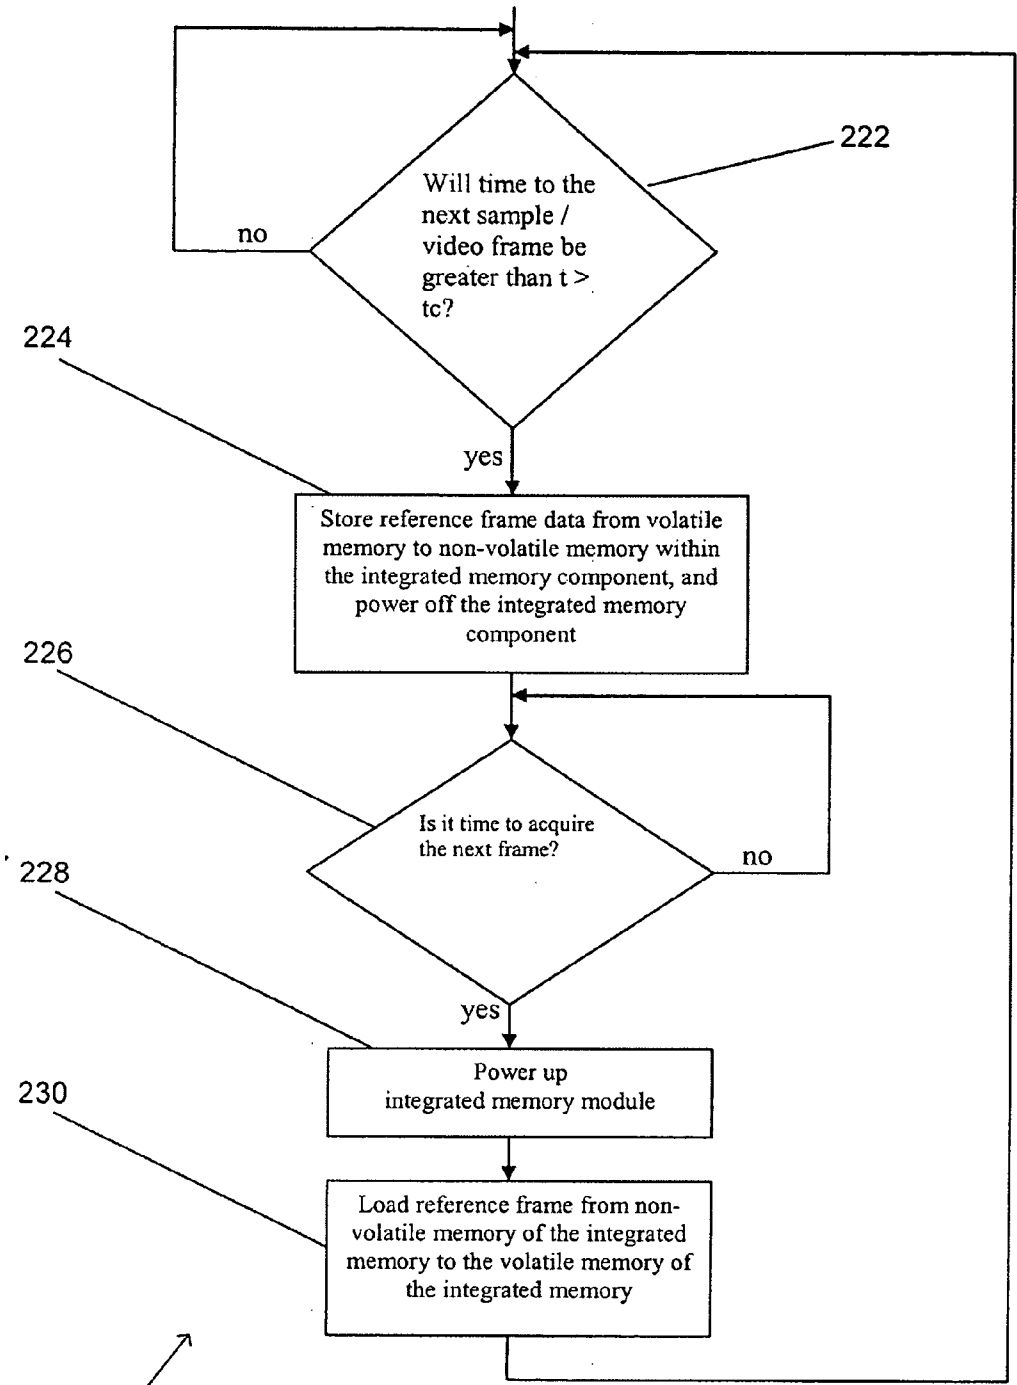 222
Will time to the
next sample /
video frame be
greater than t >
tc?
no
224
yes
Store reference frame data from volatile
memory to non-volatile memory within
the integrated memory component, and
power off the integrated memory
component
226
Is it time to acquire
the next frame?
no
228
yes
Power up
integrated memory module
230
Load reference frame from non-
volatile memory of the integrated
memory to the volatile memory of
the integrated memory